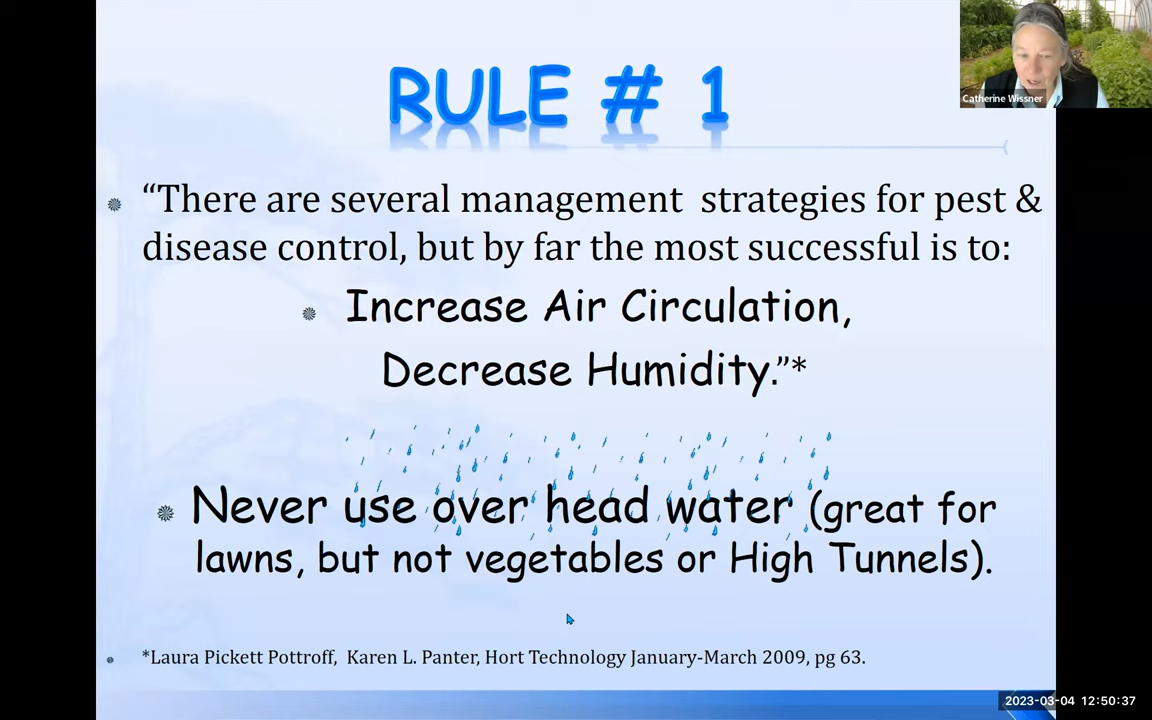 RULE # 1
Catherine Wissner
“There are several management strategies for pest &
disease control, but by far the most successful is to:
Increase Air Circulation,
Decrease Humidity.”*
Never use over head water (great for
lawns, but not vegetables or High Tunnels).
*Laura Pickett Pottroff, Karen L. Panter, Hort Technology January-March 2009, pg 63.
2023-03-04 12:50:37